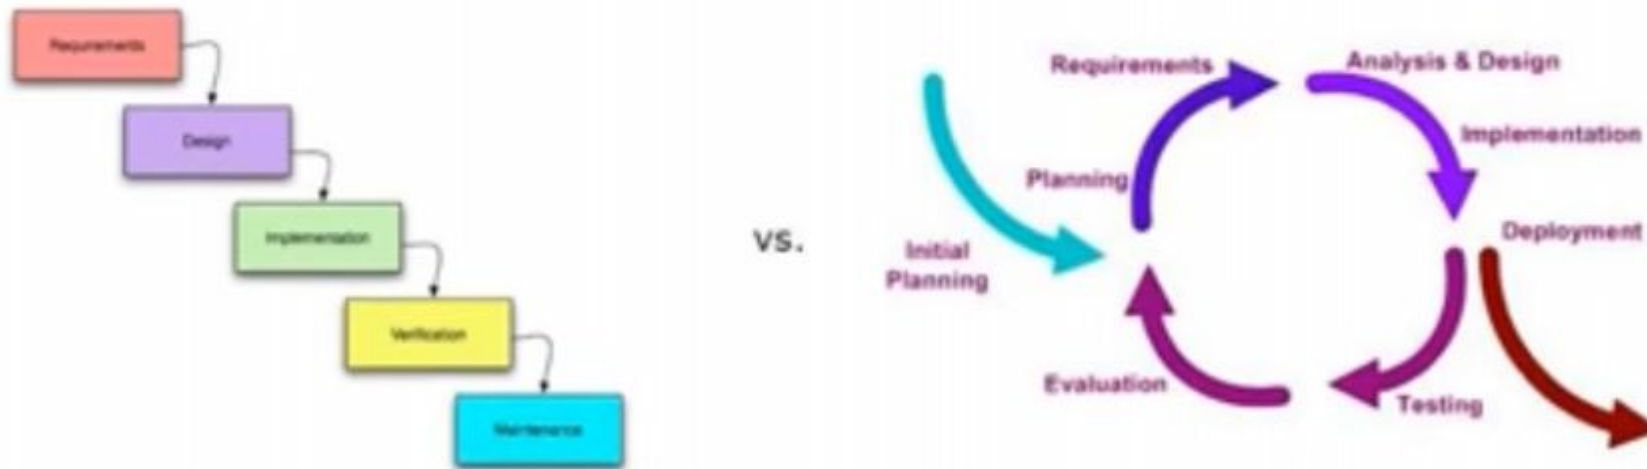 Requirements
Design
Implementation
Verification
Maintenance
vs.
Requirements
Analysis & Design
Implementation
Planning
Initial
Planning
Deployment
Evaluation
Testing